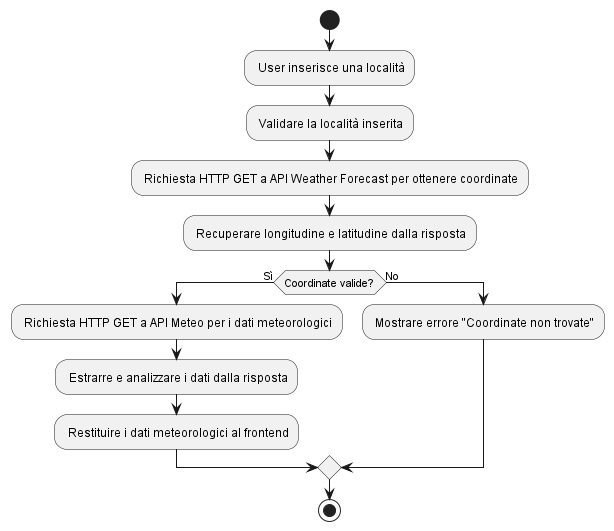 User inserisce una località
Validare la località inserita
Richiesta HTTP GET a API Weather Forecast per ottenere coordinate
Recuperare longitudine e latitudine dalla risposta
Sì
Coordinate valide?
No
Richiesta HTTP GET a API Meteo per i dati meteorologici
Mostrare errore "Coordinate non trovate"
Estrarre e analizzare i dati dalla risposta
Restituire i dati meteorologici al frontend